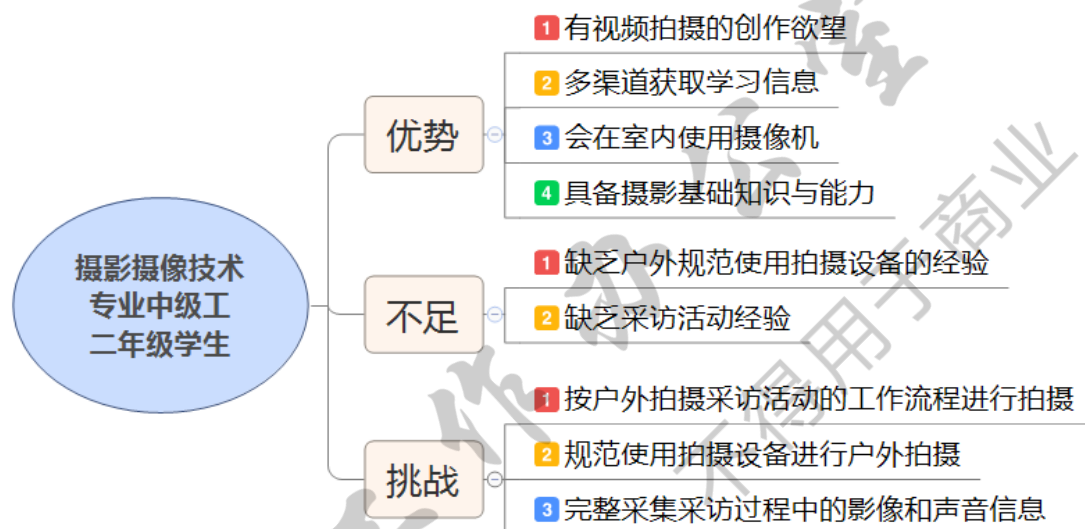 摄影摄像技术
专业中级工
二年级学生
优势
1 有视频拍摄的创作欲望
2 多渠道获取学习信息
3 会在室内使用摄像机
4 具备摄影基础知识与能力
不足
1 缺乏户外规范使用拍摄设备的经验
2 缺乏采访活动经验
挑战
1 按户外拍摄采访活动的工作流程进行拍摄
2 规范使用拍摄设备进行户外拍摄
3 完整采集采访过程中的影像和声音信息
作办公室
不得用于商业